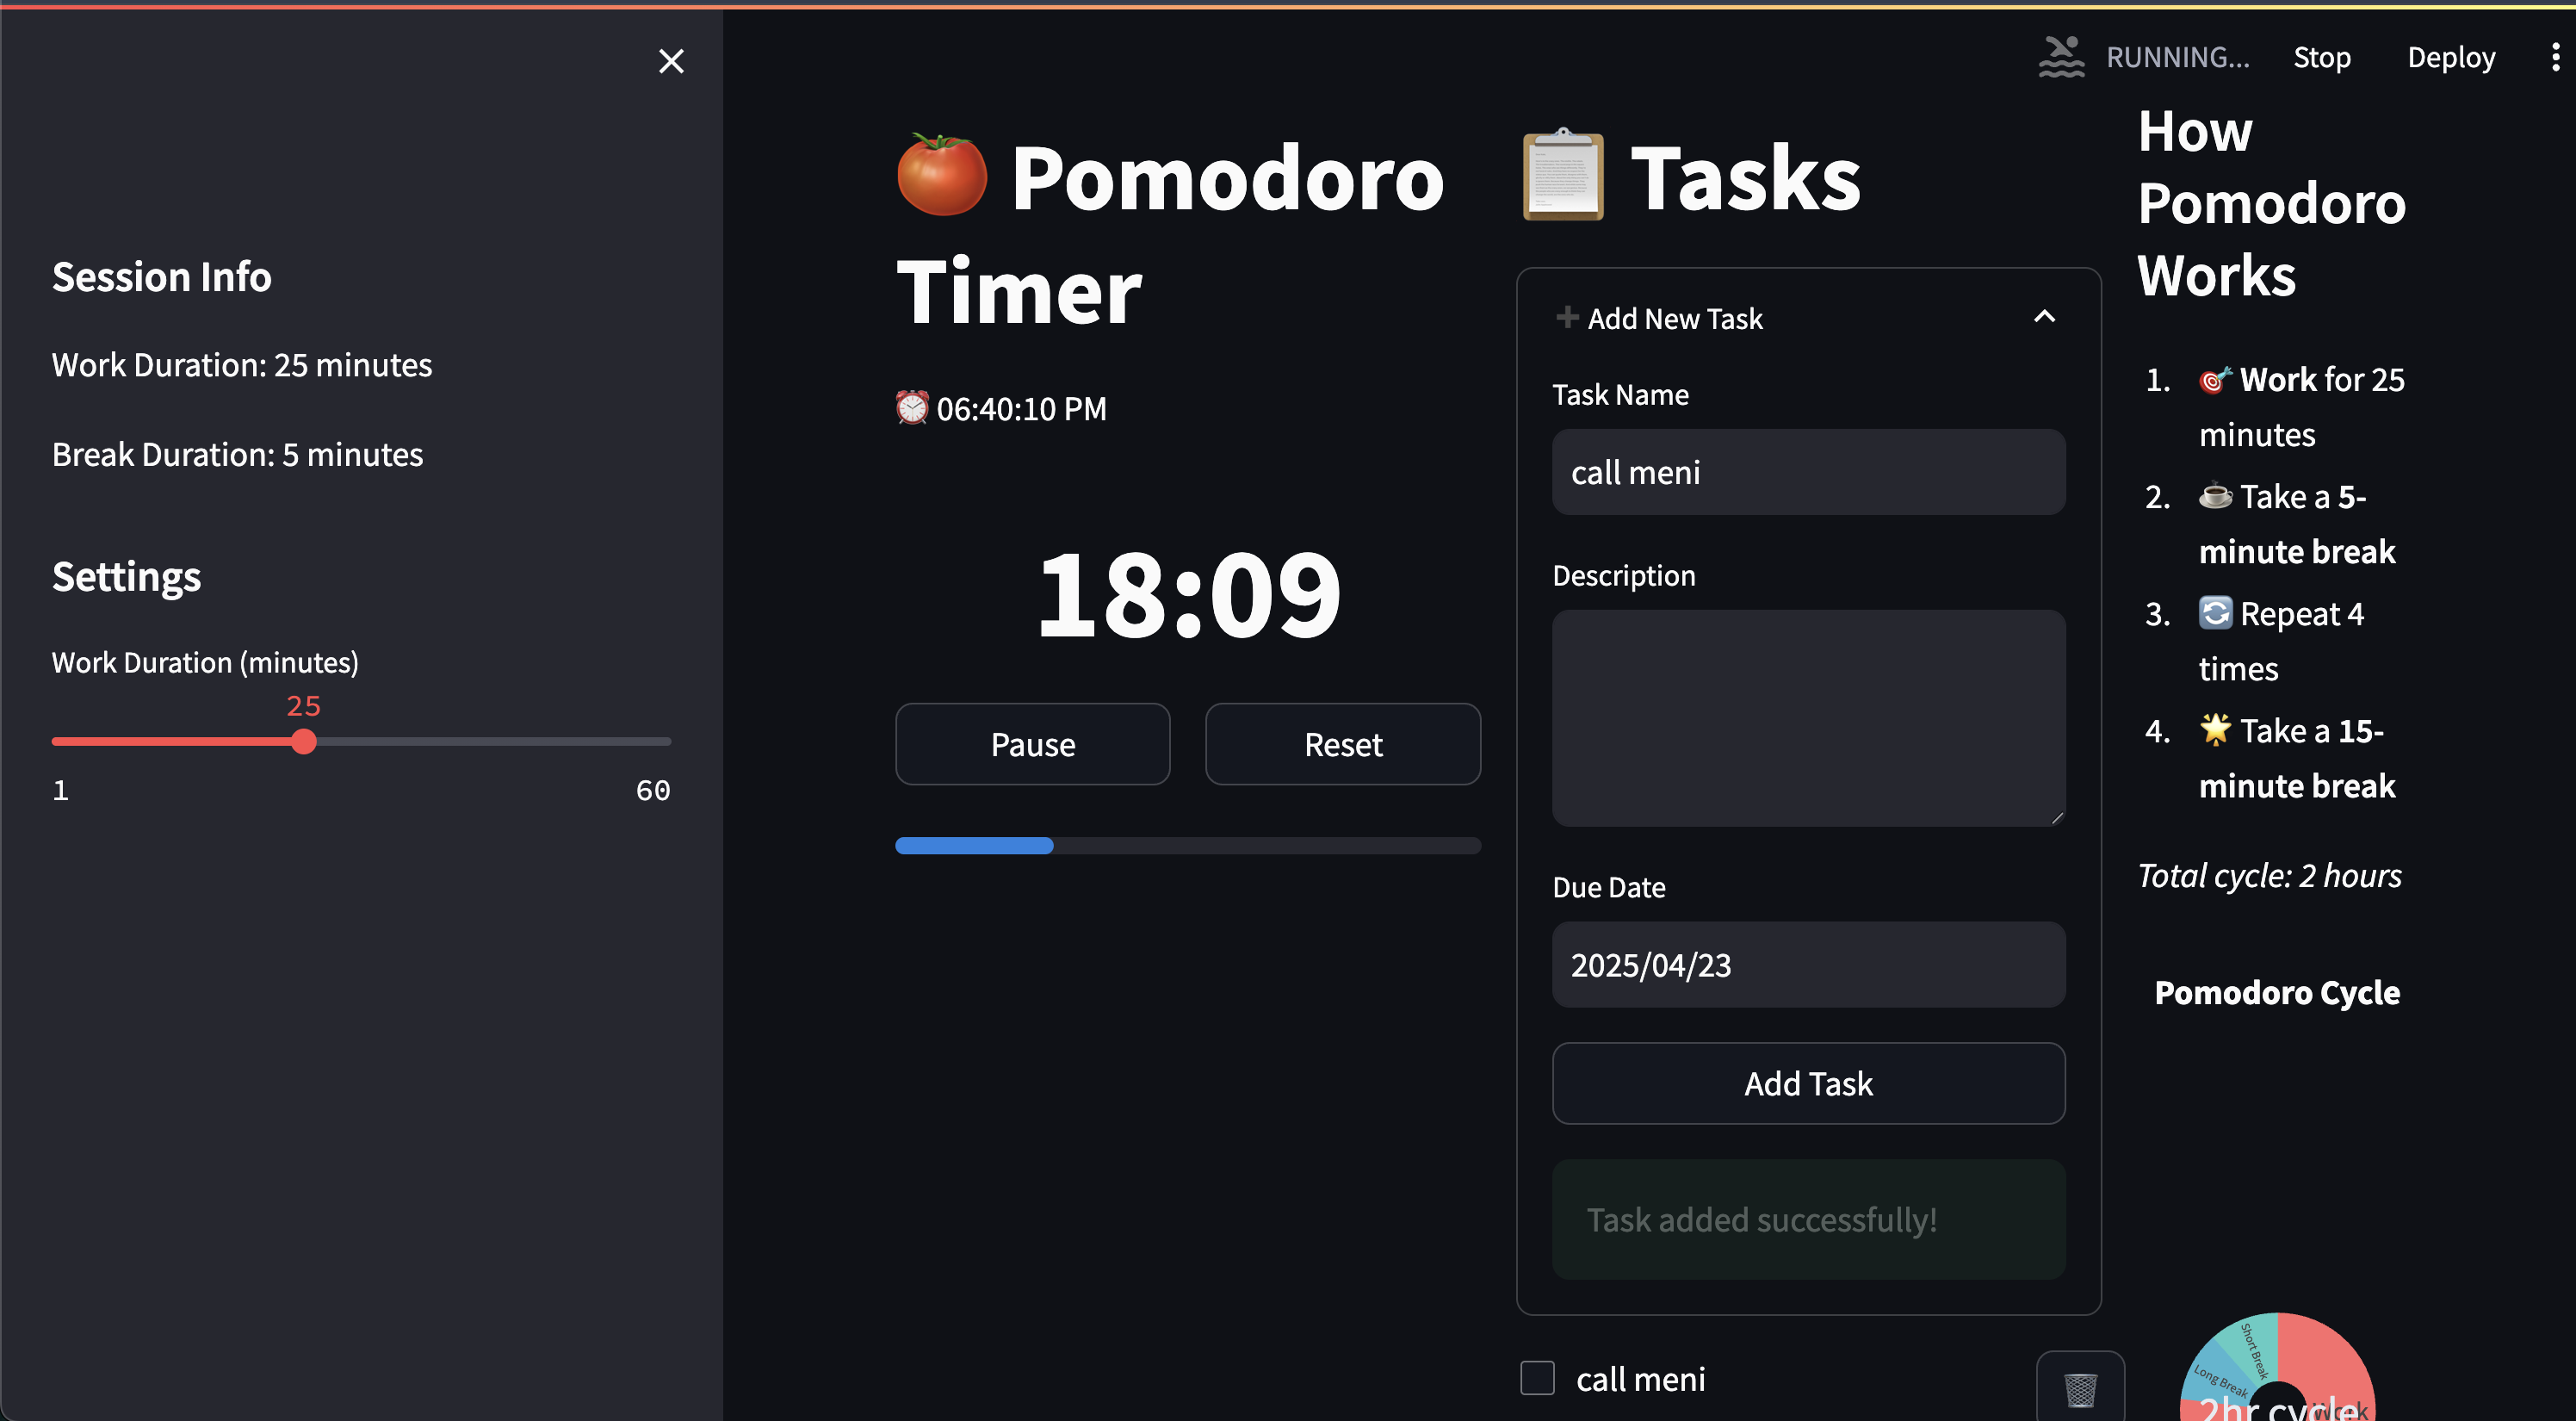 Session Info
Work Duration: 25 minutes
Break Duration: 5 minutes
Settings
Work Duration (minutes)
25
1
60
RUNNING...
Stop
Deploy
Pomodoro
Timer
06:40:10 PM
18:09
Pause
Reset
Tasks
Add New Task
Task Name
call meni
Description
Due Date
2025/04/23
Add Task
Task added successfully!
call meni
How
Pomodoro
Works
1. Work for 25
minutes
2. Take a 5-
minute break
3. Repeat 4
times
4. Take a 15-
minute break
Total cycle: 2 hours
Pomodoro Cycle
Short Break
Long Break
2hr cycle
Work